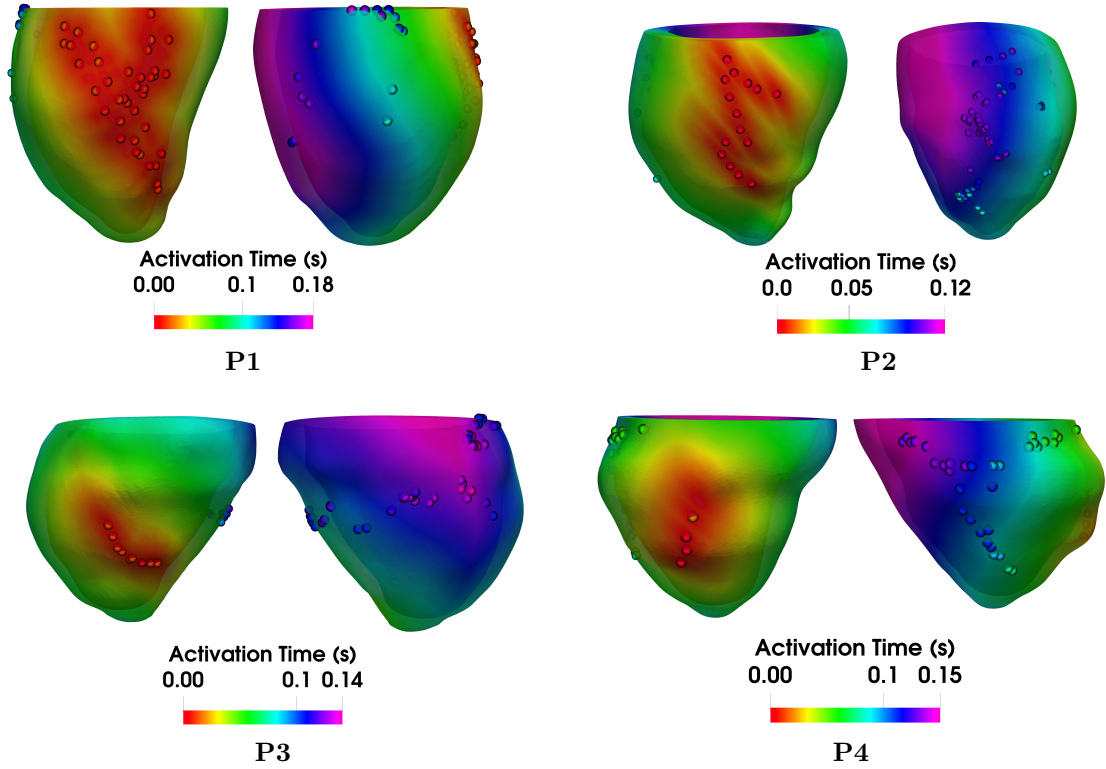 Activation Time (s)
0.00 0.1 0.18
P1
Activation Time (s)
0.0 0.05 0.12
P2
Activation Time (s)
0.00 0.1 0.14
P3
Activation Time (s)
0.00 0.1 0.15
P4